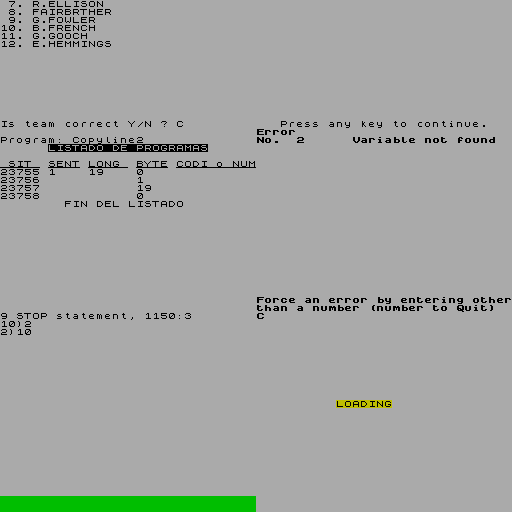 7. R.ELLISON
8. FAIRBRTHER
9. G.FOWLER
10. B.FRENCH
11. G.GOOCH
12. E.HEMMINGS
Is team correct Y/N ? C
Press any key to continue.
Error
No. 2 Variable not found
Program: Copyline2
LISTADO DE PROGRAMAS
SIT SENT LONG BYTE CODI o NUM
23755 1 19 0
23756 1
23757 19
23758 0
FIN DEL LISTADO
Force an error by entering other
than a number (number to Quit)
C
9 STOP statement, 1150:3
10)2
2)10
LOADING